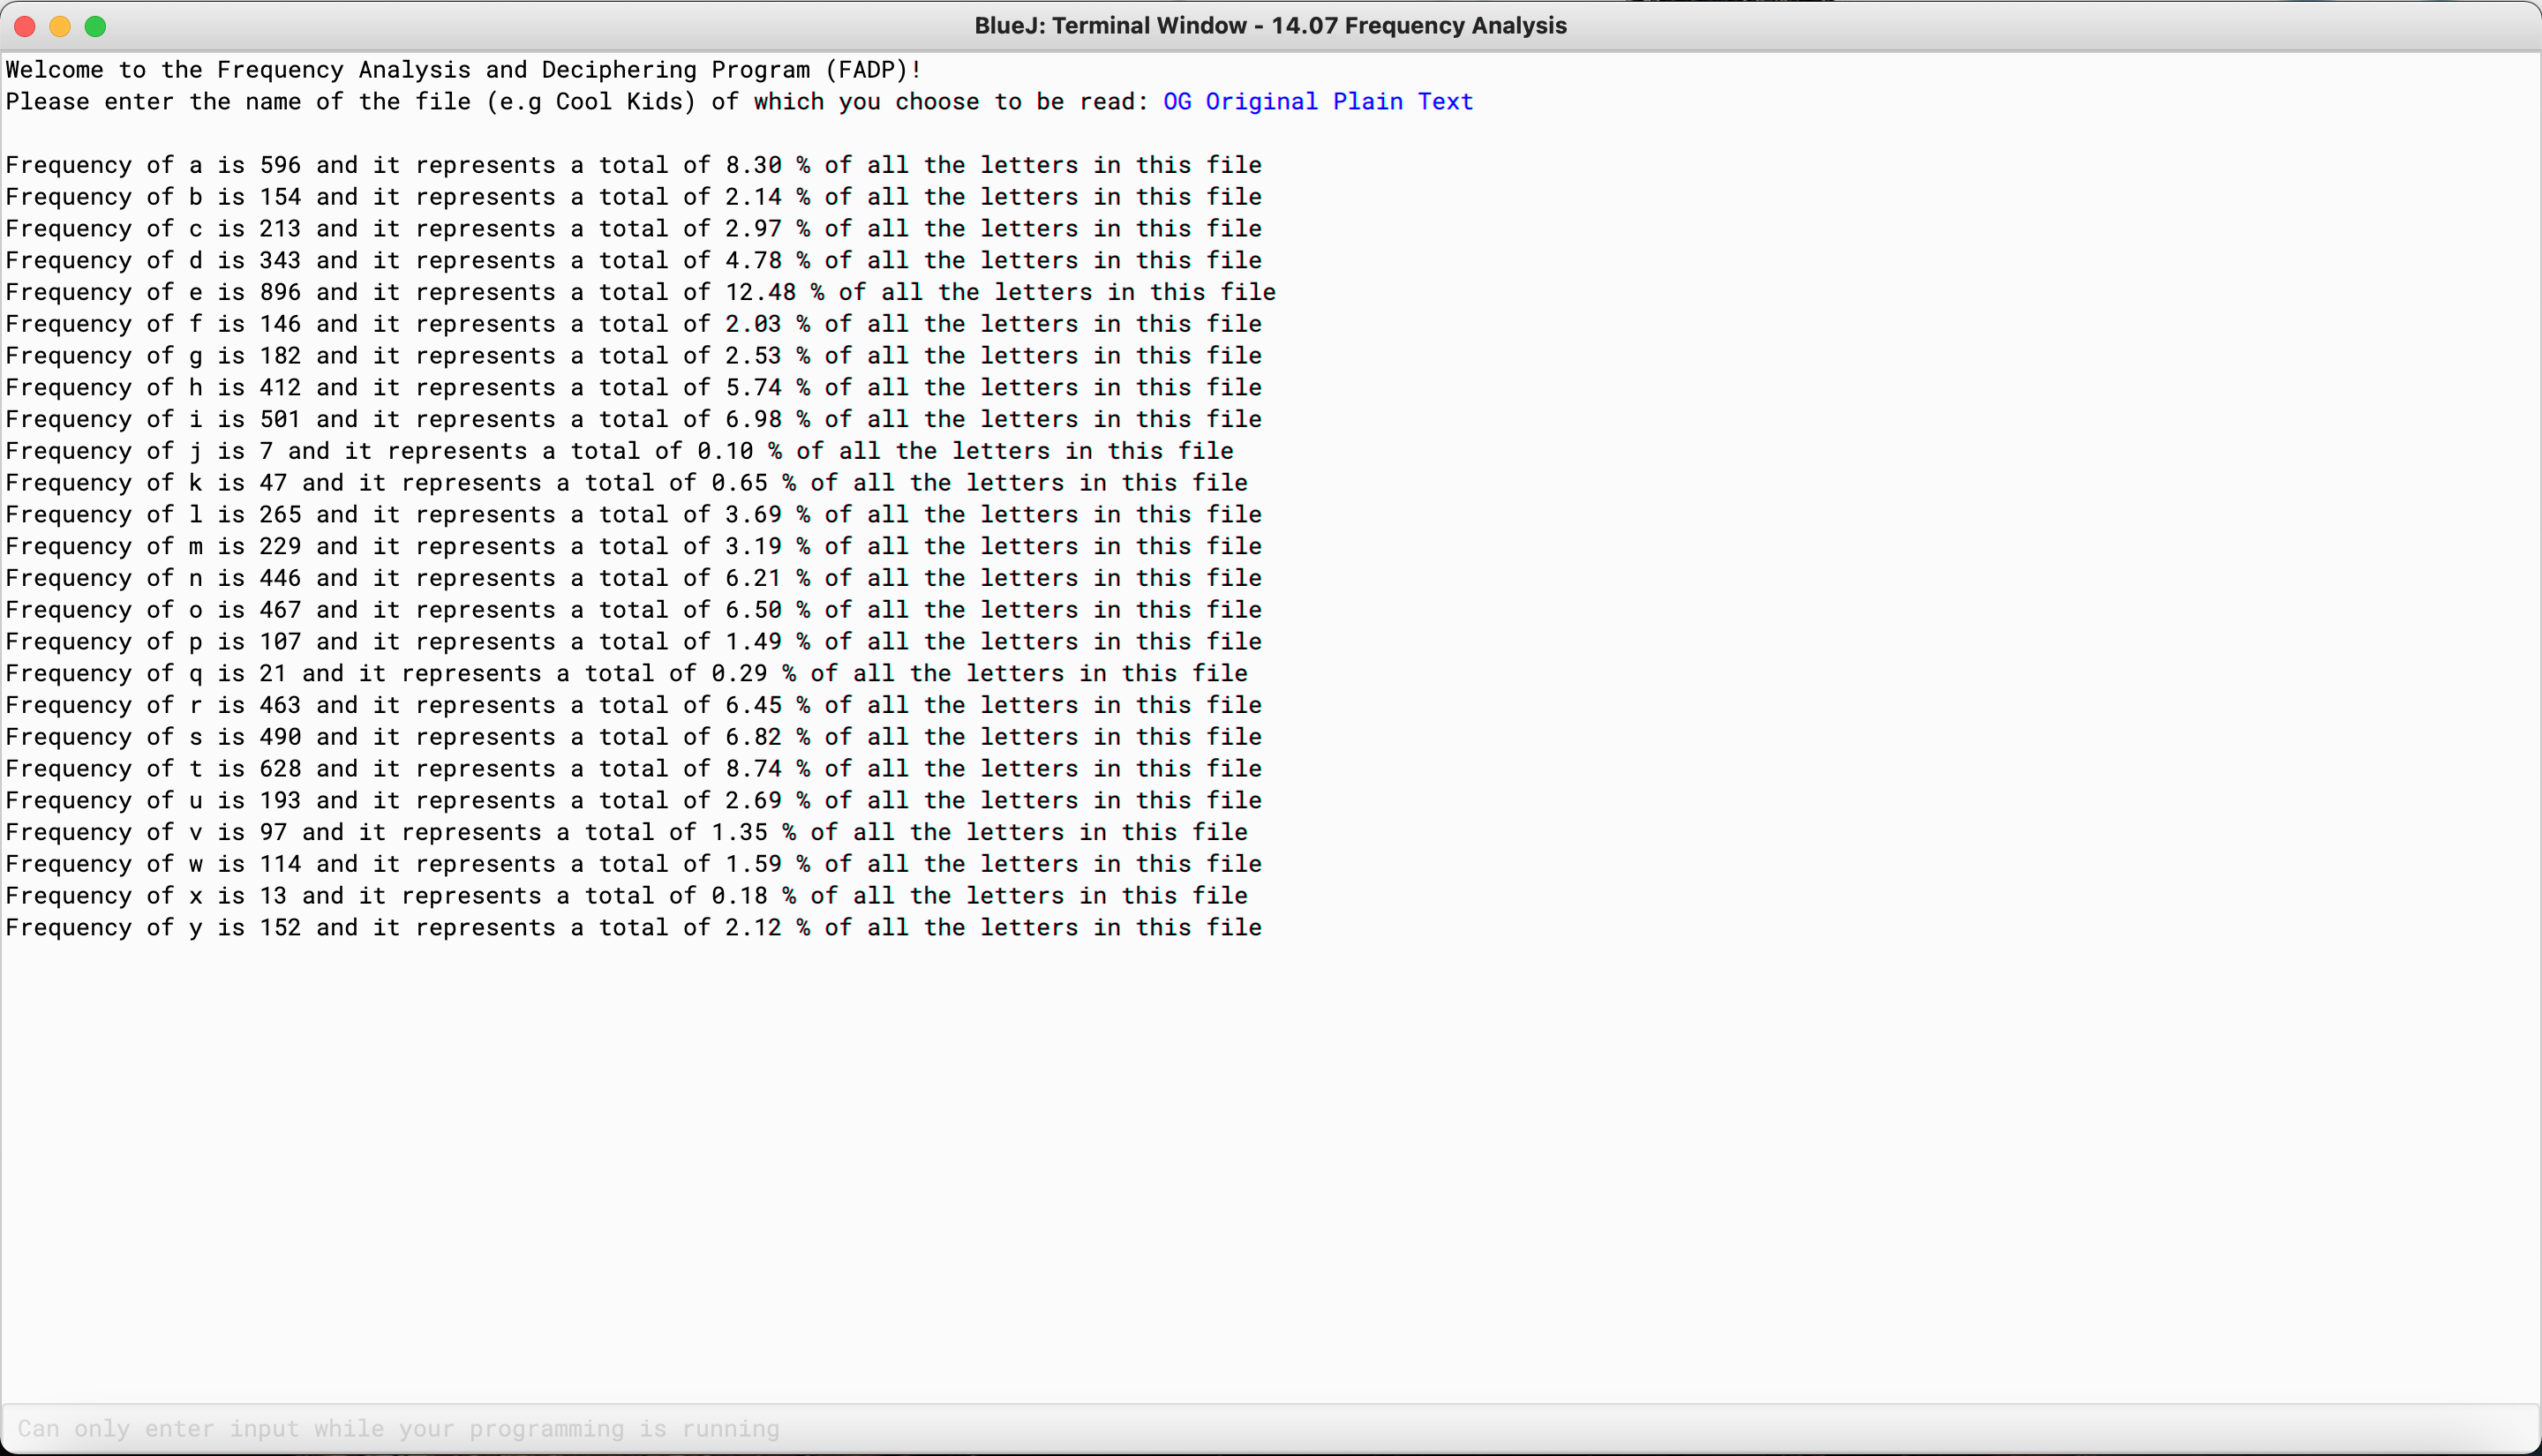 BlueJ: Terminal Window - 14.07 Frequency Analysis
Welcome to the Frequency Analysis and Deciphering Program (FADP)!
Please enter the name of the file (e.g Cool Kids) of which you choose to be read: OG Original Plain Text
Frequency of a is 596 and it represents a total of 8.30 % of all the letters in this file
Frequency of b is 154 and it represents a total of 2.14 % of all the letters in this file
Frequency of c is 213 and it represents a total of 2.97 % of all the letters in this file
Frequency of d is 343 and it represents a total of 4.78 % of all the letters in this file
Frequency of e is 896 and it represents a total of 12.48 % of all the letters in this file
Frequency of f is 146 and it represents a total of 2.03 % of all the letters in this file
Frequency of g is 182 and it represents a total of 2.53 % of all the letters in this file
Frequency of h is 412 and it represents a total of 5.74 % of all the letters in this file
Frequency of i is 501 and it represents a total of 6.98 % of all the letters in this file
Frequency of j is 7 and it represents a total of 0.10 % of all the letters in this file
Frequency of k is 47 and it represents a total of 0.65 % of all the letters in this file
Frequency of l is 265 and it represents a total of 3.69 % of all the letters in this file
Frequency of m is 229 and it represents a total of 3.19 % of all the letters in this file
Frequency of n is 446 and it represents a total of 6.21 % of all the letters in this file
Frequency of o is 467 and it represents a total of 6.50 % of all the letters in this file
Frequency of p is 107 and it represents a total of 1.49 % of all the letters in this file
Frequency of q is 21 and it represents a total of 0.29 % of all the letters in this file
Frequency of r is 463 and it represents a total of 6.45 % of all the letters in this file
Frequency of s is 490 and it represents a total of 6.82 % of all the letters in this file
Frequency of t is 628 and it represents a total of 8.74 % of all the letters in this file
Frequency of u is 193 and it represents a total of 2.69 % of all the letters in this file
Frequency of v is 97 and it represents a total of 1.35 % of all the letters in this file
Frequency of w is 114 and it represents a total of 1.59 % of all the letters in this file
Frequency of x is 13 and it represents a total of 0.18 % of all the letters in this file
Frequency of y is 152 and it represents a total of 2.12 % of all the letters in this file
Can only enter input while your programming is running